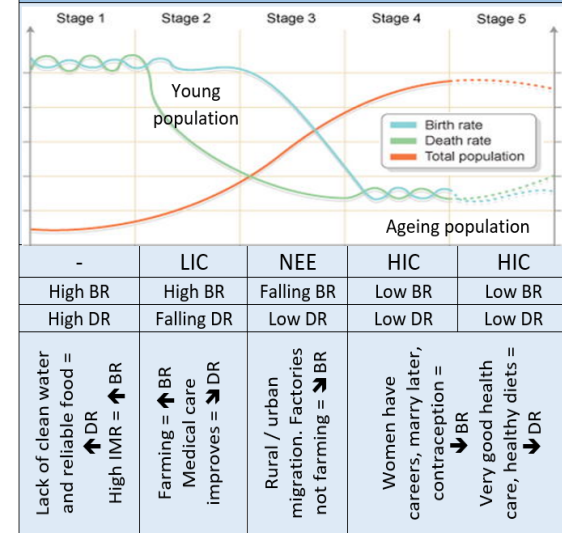 Stage 1 Stage 2 Stage 3 Stage 4 Stage 5
Young
population
Birth rate
Death rate
Total population
Ageing population
- LIC NEE HIC HIC
High BR High BR Falling BR Low BR Low BR
High DR Falling DR Low DR Low DR Low DR
Lack of clean water
and reliable food =
↑ DR
High IMR = ↑ BR
Farming = ↑ BR
Medical care
improves = ↘ DR
Rural / urban
migration. Factories
not farming = ↘ BR
Women have
careers, marry later,
contraception =
↓ BR
Very good health
care, healthy diets =
↓ DR